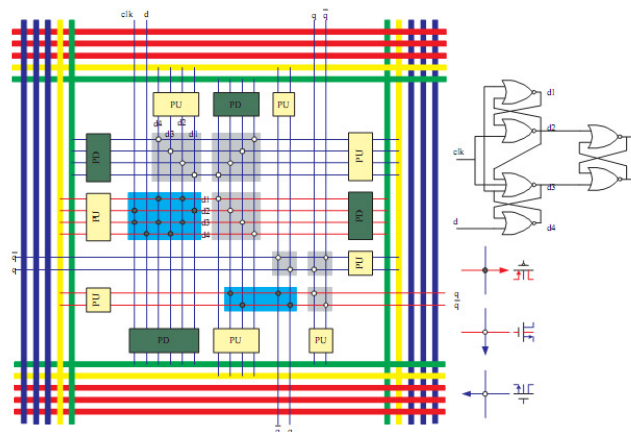 clk d q q
PU PD PU
d4 d2
d3 d1
PD PU
d1
PU d2 PD
d3
d4
q PU
q
PU q
q
PD PU PU
q q
d1
d2
clk
d3
d d4